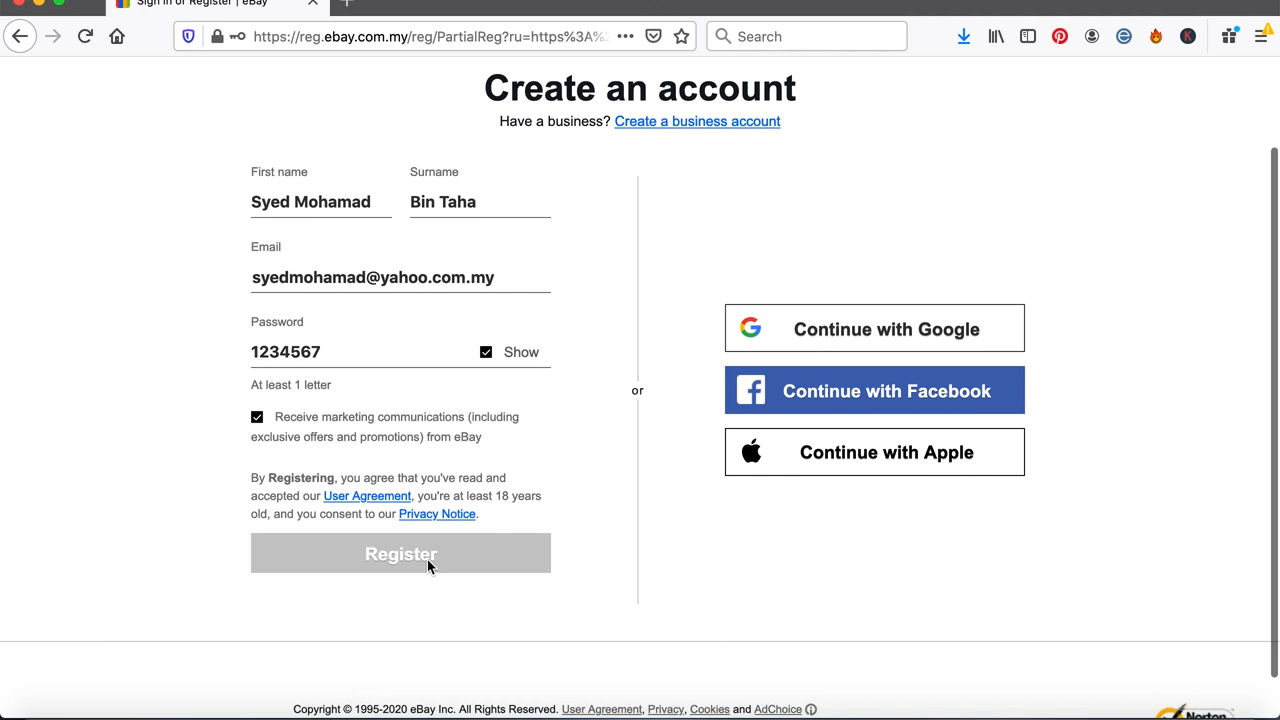 Sign in or Register | eBay
https://reg.ebay.com.my/reg/PartialReg?ru=https%3A%2
Search
Create an account
Have a business? Create a business account
First name Surname
Syed Mohamad Bin Taha
Email
syedmohamad@yahoo.com.my
Password
1234567 Show
At least 1 letter
Receive marketing communications (including
exclusive offers and promotions) from eBay
By Registering, you agree that you've read and
accepted our User Agreement, you're at least 18 years
old, and you consent to our Privacy Notice.
Register
or
Continue with Google
Continue with Facebook
Continue with Apple
Copyright © 1995-2020 eBay Inc. All Rights Reserved. User Agreement, Privacy, Cookies and AdChoice
Norton